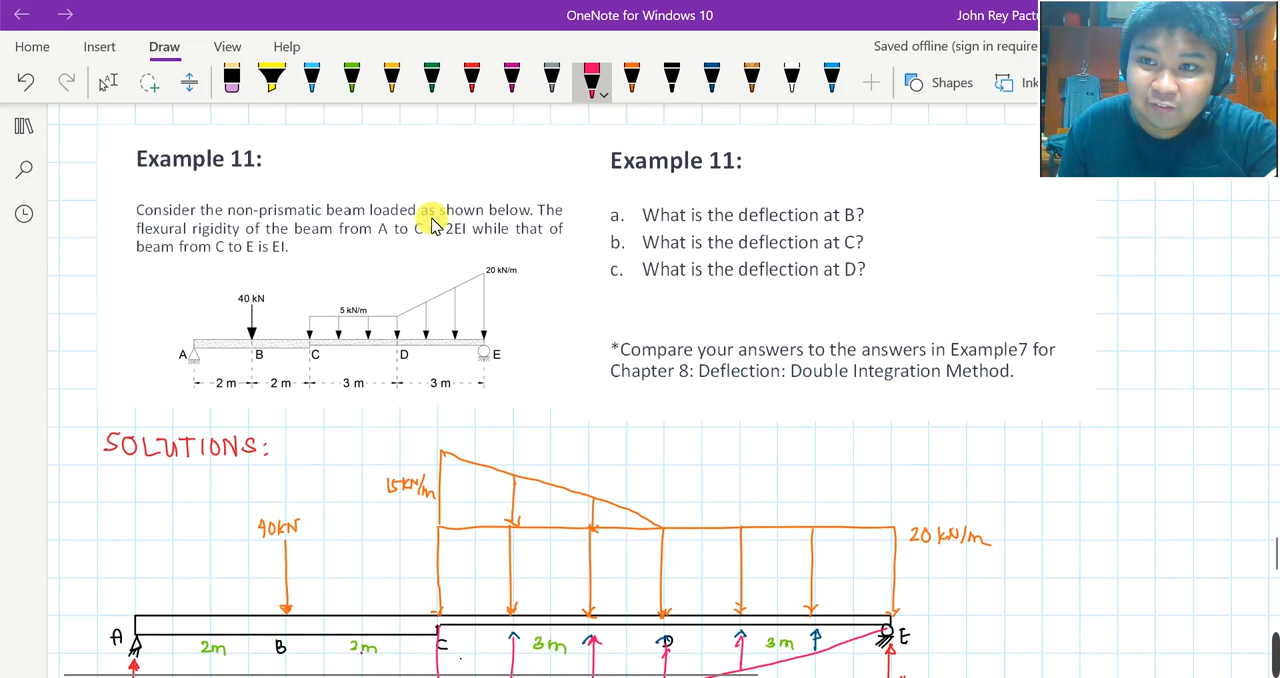 OneNote for Windows 10
John Rey Pactu
Home Insert Draw View Help
Saved offline (sign in require
Shapes
Ink
Example 11:
Consider the non-prismatic beam loaded as shown below. The
flexural rigidity of the beam from A to C 2EI while that of
beam from C to E is EI.
20 kN/m
40 kN
5 kN/m
A B C D E
2 m 2 m 3 m 3 m
Example 11:
a. What is the deflection at B?
b. What is the deflection at C?
c. What is the deflection at D?
*Compare your answers to the answers in Example7 for
Chapter 8: Deflection: Double Integration Method.
SOLUTIONS:
15kN/m
40kN
20 kN/m
A 2m B 2m C 3m D 3m E